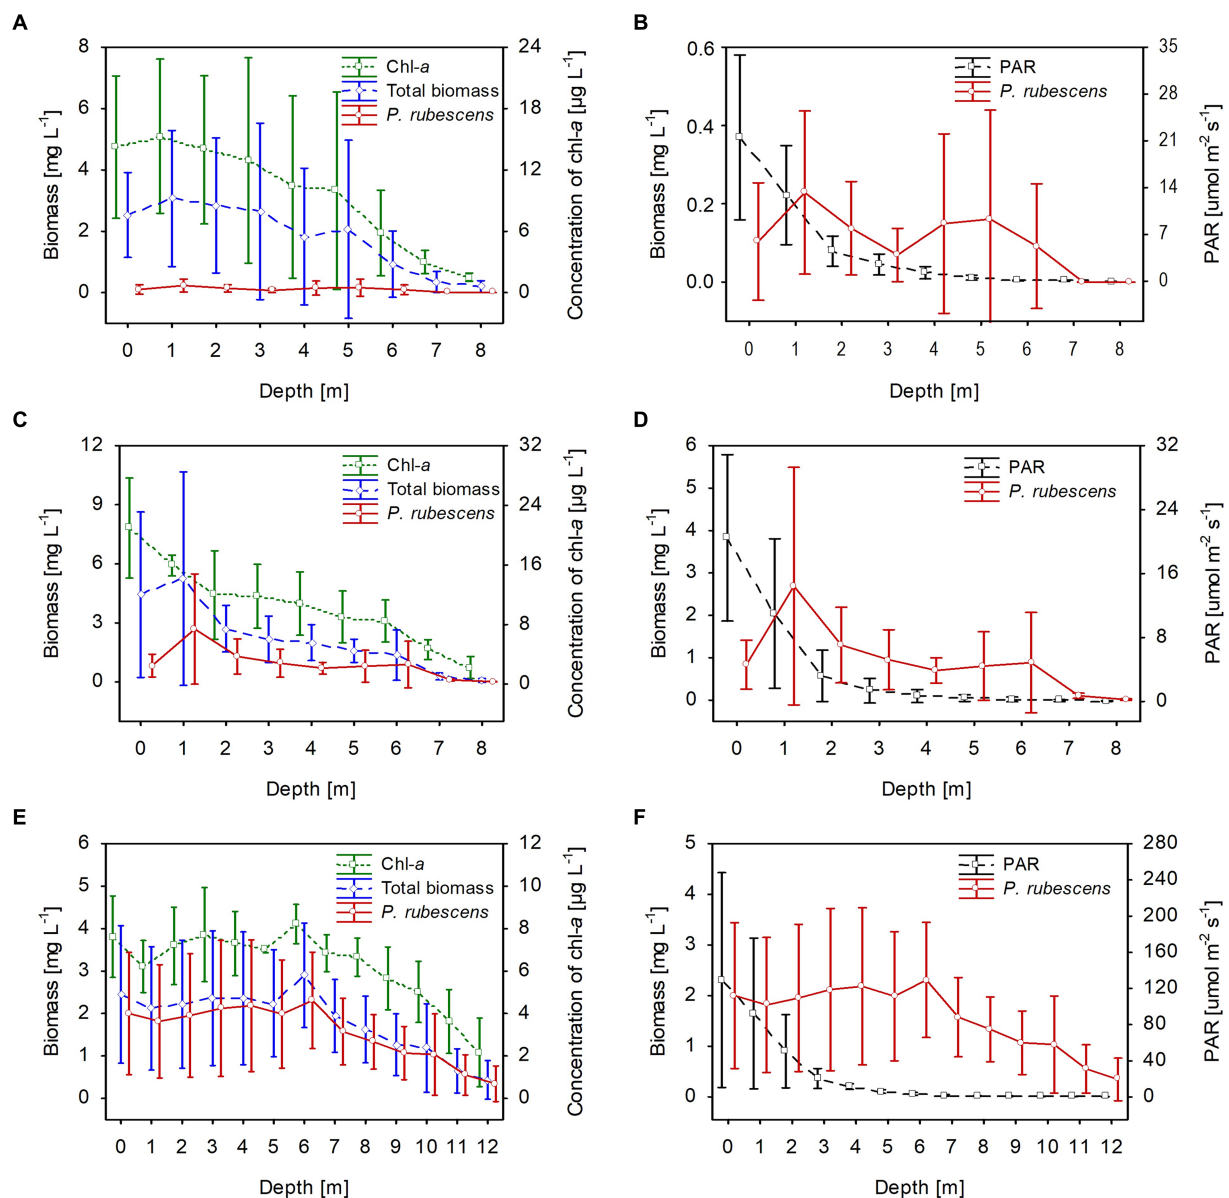 A
8
6
4
2
0
Biomass [mg L⁻¹]
24
18
12
6
0
Concentration of chl-a [µg L⁻¹]
Chl-a
Total biomass
P. rubescens
0 1 2 3 4 5 6 7 8
Depth [m]
B
0.6
0.4
0.2
0.0
Biomass [mg L⁻¹]
35
28
21
14
7
0
PAR [umol m⁻² s⁻¹]
PAR
P. rubescens
0 1 2 3 4 5 6 7 8
Depth [m]
C
12
9
6
3
0
Biomass [mg L⁻¹]
32
24
16
8
0
Concentration of chl-a [µg L⁻¹]
Chl-a
Total biomass
P. rubescens
0 1 2 3 4 5 6 7 8
Depth [m]
D
6
5
4
3
2
1
0
Biomass [mg L⁻¹]
32
24
16
8
0
PAR [umol m⁻² s⁻¹]
PAR
P. rubescens
0 1 2 3 4 5 6 7 8
Depth [m]
E
6
5
4
3
2
1
0
Biomass [mg L⁻¹]
12
10
8
6
4
2
0
Concentration of chl-a [µg L⁻¹]
Chl-a
Total biomass
P. rubescens
0 1 2 3 4 5 6 7 8 9 10 11 12
Depth [m]
F
5
4
3
2
1
0
Biomass [mg L⁻¹]
280
240
200
160
120
80
40
0
PAR [umol m⁻² s⁻¹]
PAR
P. rubescens
0 1 2 3 4 5 6 7 8 9 10 11 12
Depth [m]